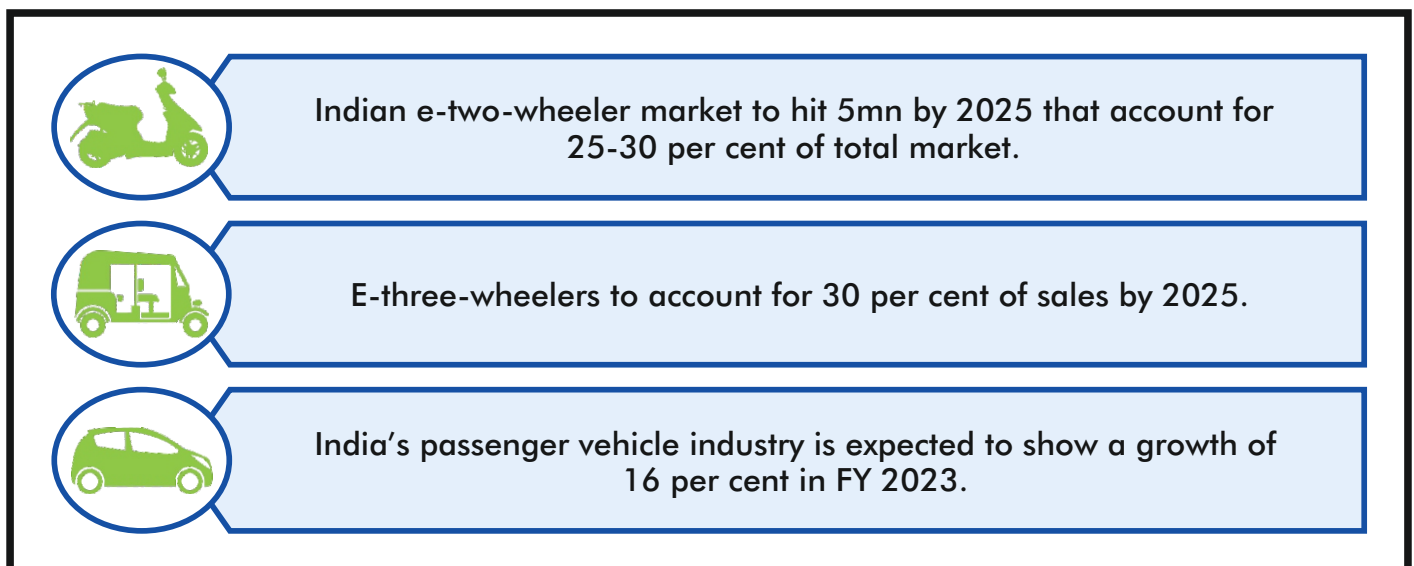 Indian e-two-wheeler market to hit 5mn by 2025 that account for
25-30 per cent of total market.
E-three-wheelers to account for 30 per cent of sales by 2025.
India’s passenger vehicle industry is expected to show a growth of
16 per cent in FY 2023.